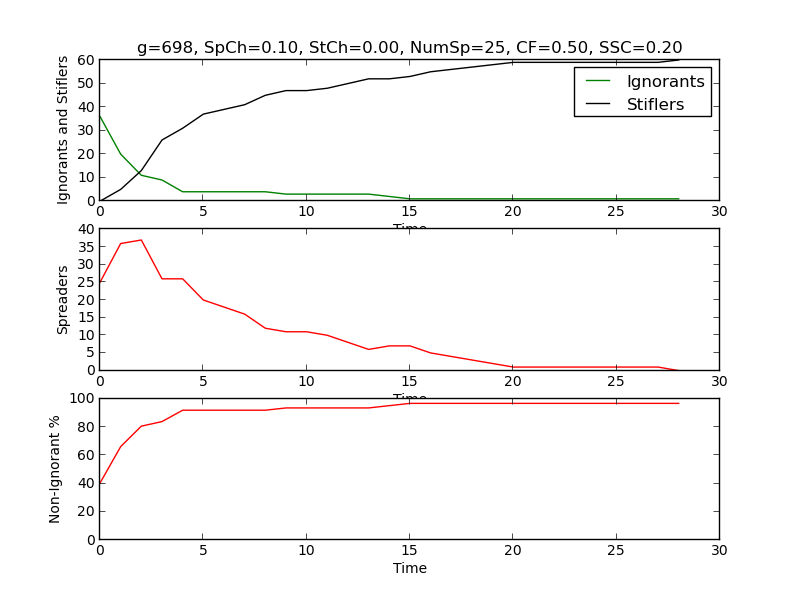 g=698, SpCh=0.10, StCh=0.00, NumSp=25, CF=0.50, SSC=0.20
Ignorants and Stiflers
60
50
40
30
20
10
0
Ignorants
Stiflers
0 5 10 15 20 25 30
Time
Spreaders
40
35
30
25
20
15
10
5
0
0 5 10 15 20 25 30
Time
Non-Ignorant %
100
80
60
40
20
0
0 5 10 15 20 25 30
Time